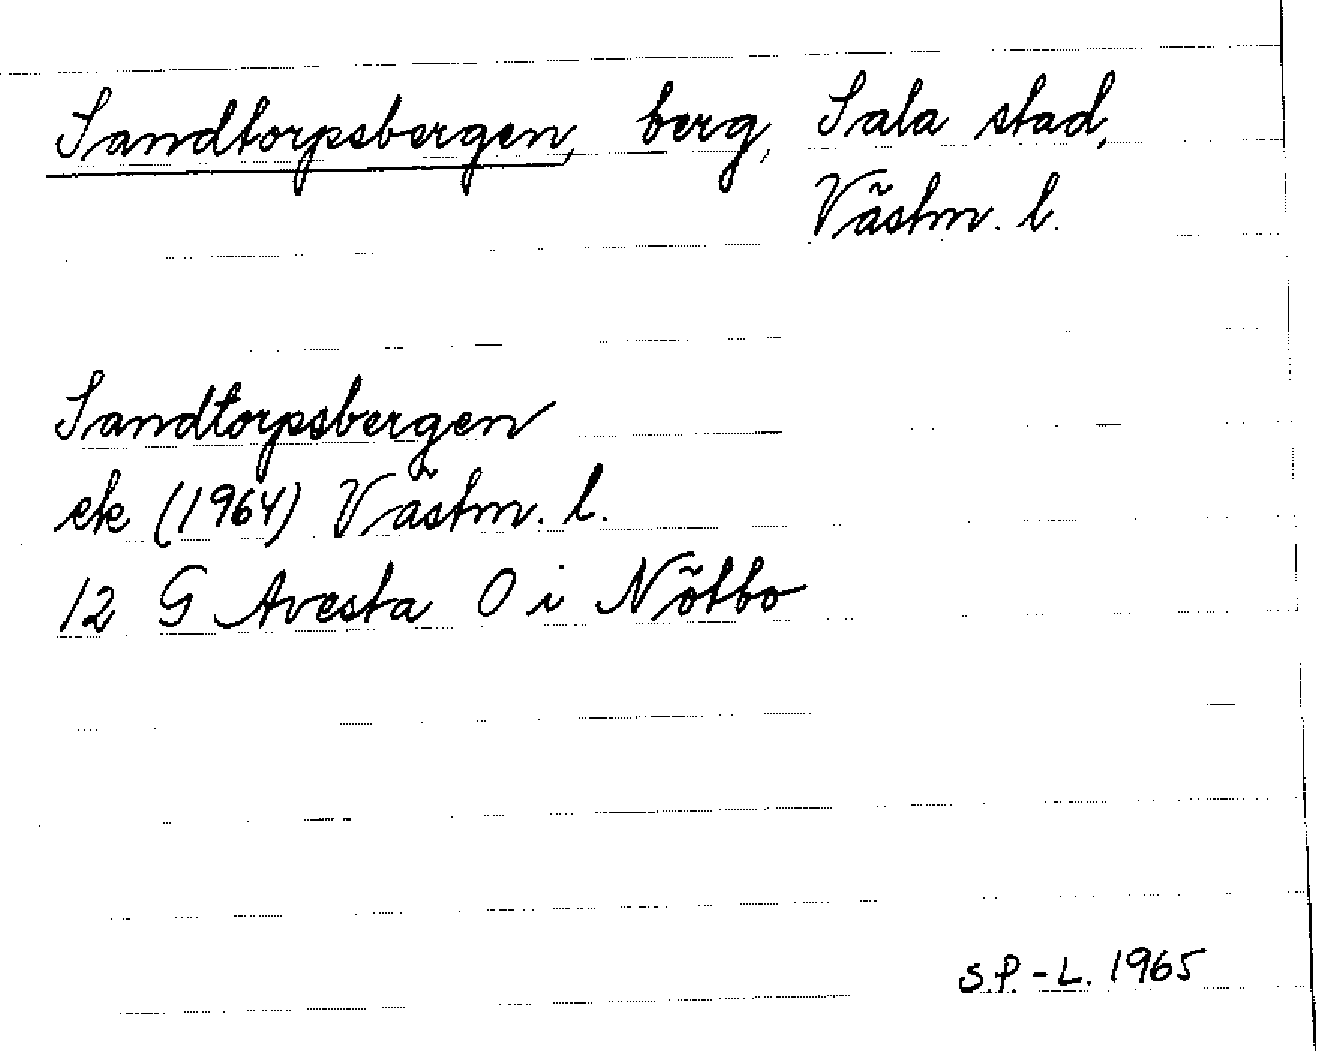 Sandtorpsbergen, berg, Sala stad,
Västm. l.
Sandtorpsbergen
ek (1964) Västm. l.
12 G Avesta O i Nötbo
S.P.-L. 1965